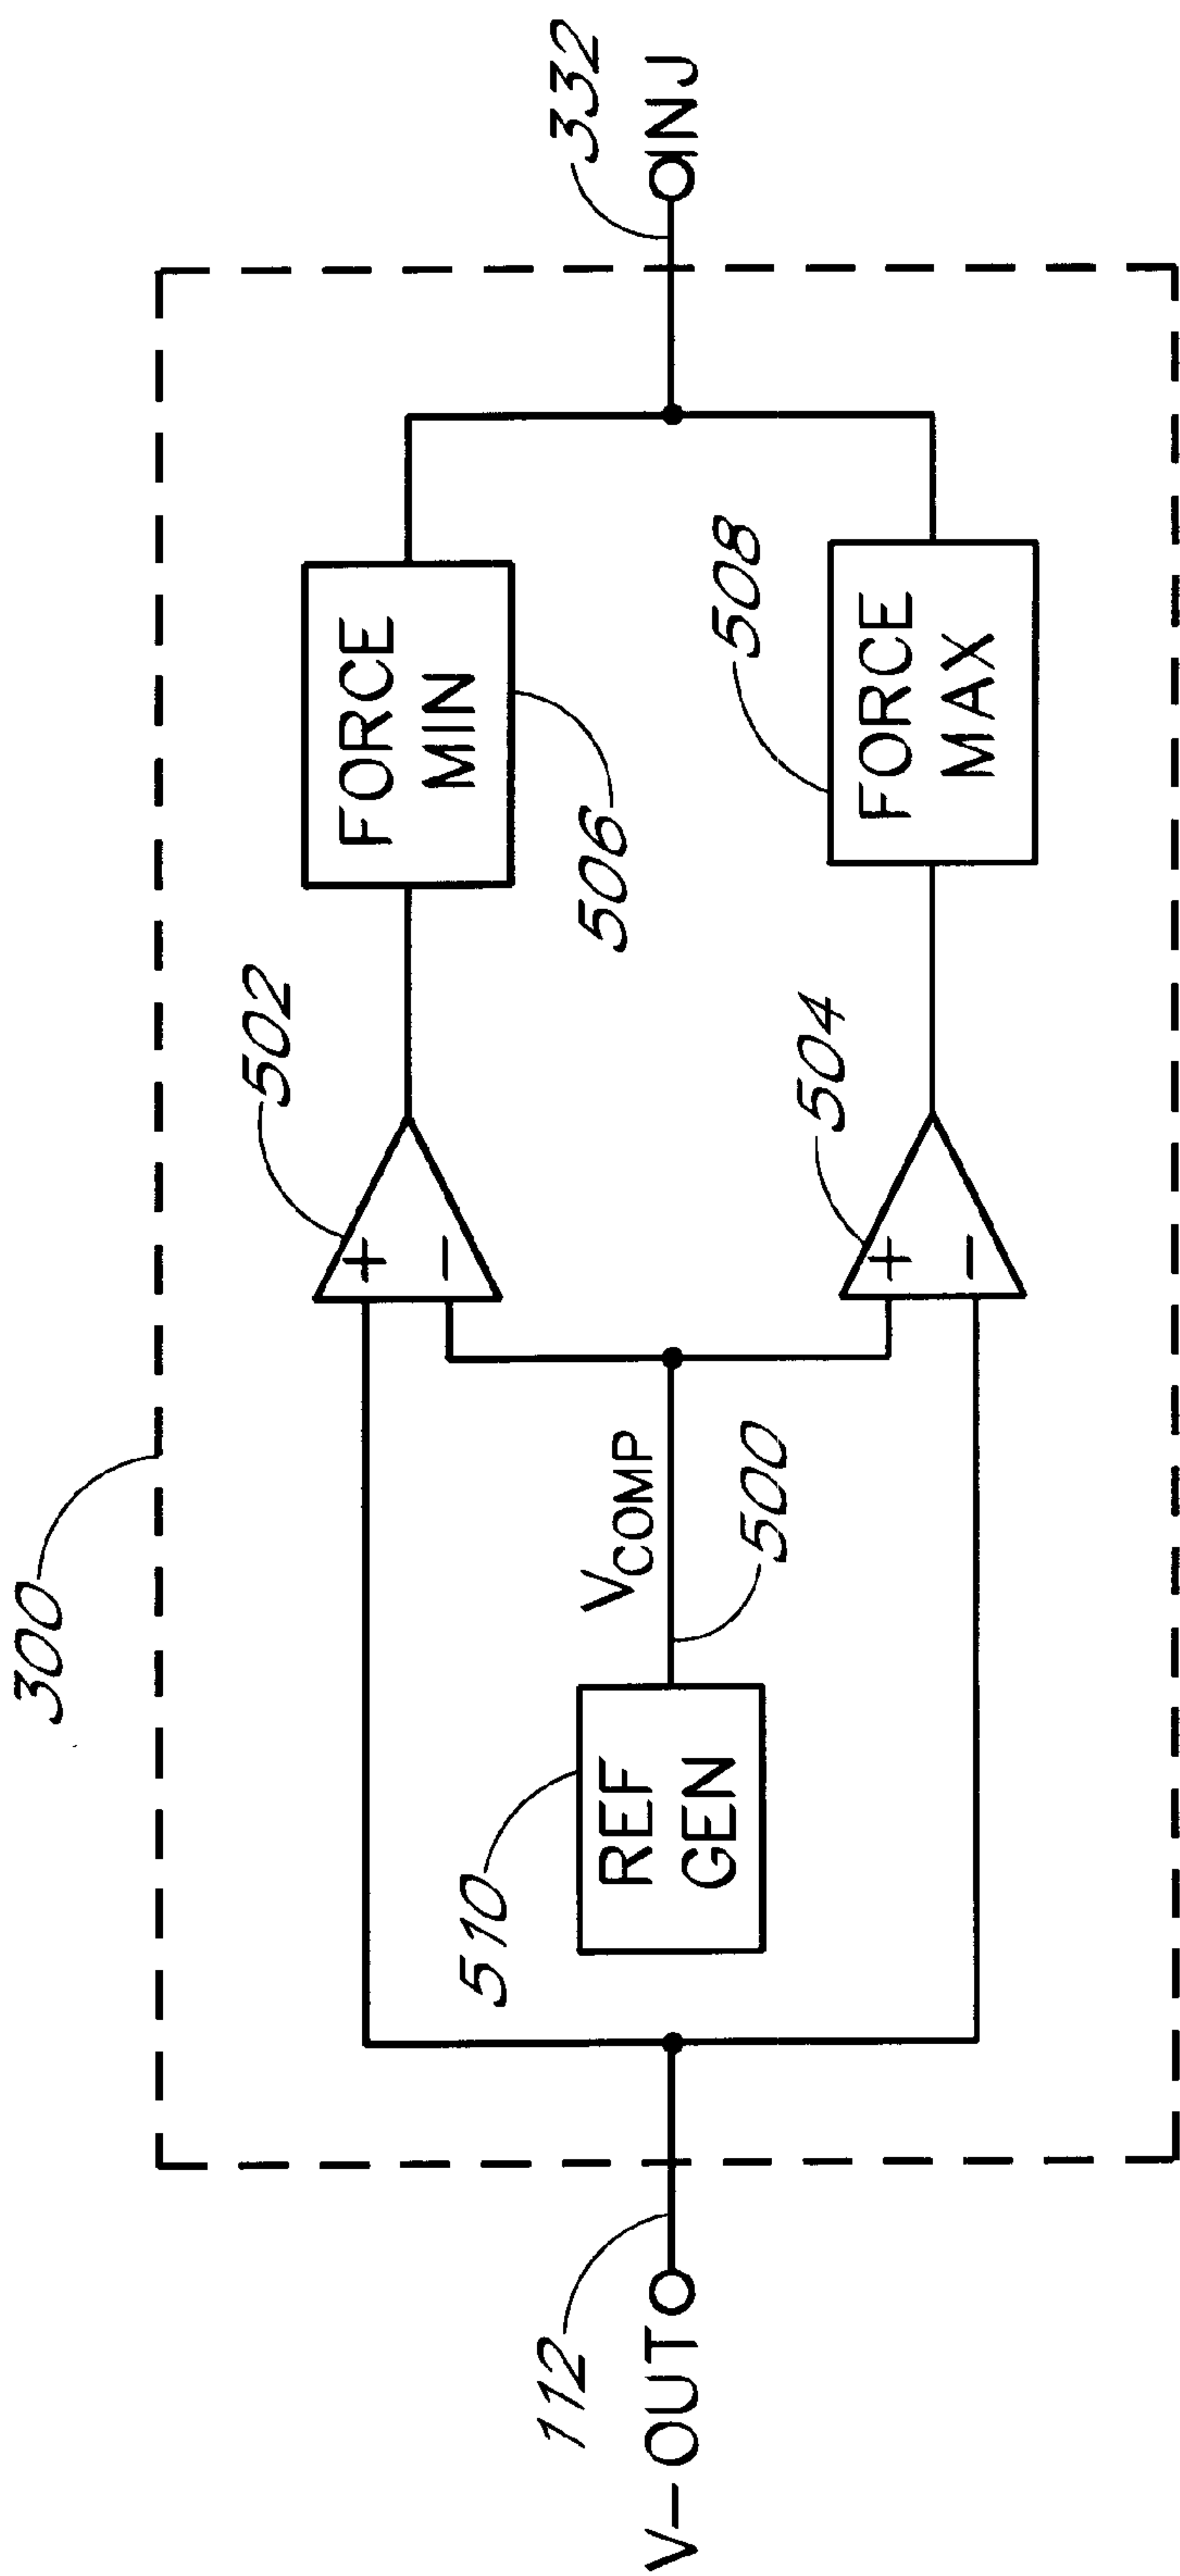 300
502
+
−
FORCE
MIN
506
332
INJ
112
V-OUT
510
REF
GEN
VCOMP
500
504
+
−
FORCE
MAX
508